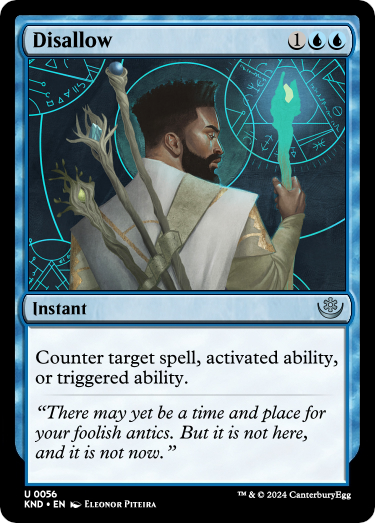 Disallow 1
Instant
Counter target spell, activated ability,
or triggered ability.
“There may yet be a time and place for
your foolish antics. But it is not here,
and it is not now.”
U 0056
KND • EN Eleonor Piteira
™ & © 2024 CanterburyEgg